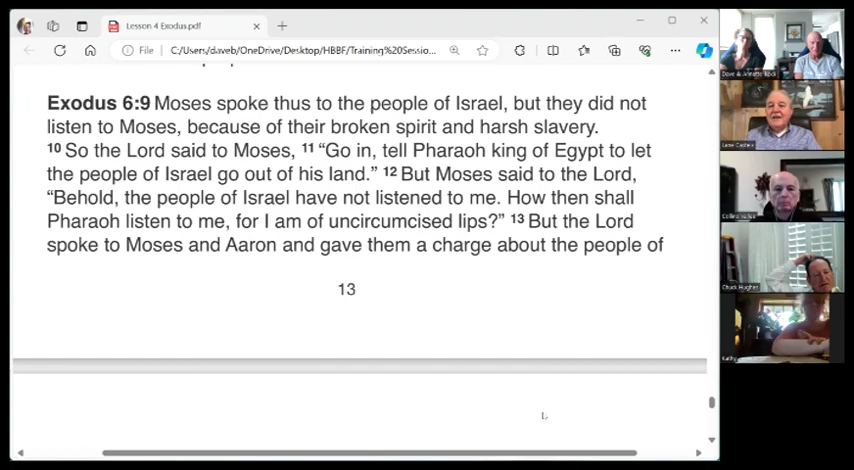 Lesson 4 Exodus.pdf
File
C:/Users/daveb/OneDrive/Desktop/HBBF/Training%20Sessio...
Exodus 6:9 Moses spoke thus to the people of Israel, but they did not
listen to Moses, because of their broken spirit and harsh slavery.
10 So the Lord said to Moses, 11 “Go in, tell Pharaoh king of Egypt to let
the people of Israel go out of his land.” 12 But Moses said to the Lord,
“Behold, the people of Israel have not listened to me. How then shall
Pharaoh listen to me, for I am of uncircumcised lips?” 13 But the Lord
spoke to Moses and Aaron and gave them a charge about the people of
13
Dave & Annette
Chuck Hughes
Kathy